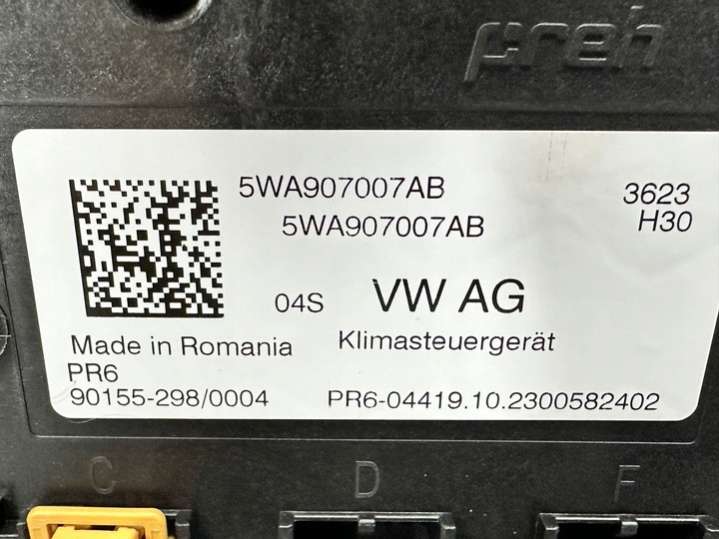 preh
5WA907007AB 3623
5WA907007AB H30
04S VW AG
Made in Romania Klimasteuergerät
PR6
90155-298/0004 PR6-04419.10.2300582402
C D F